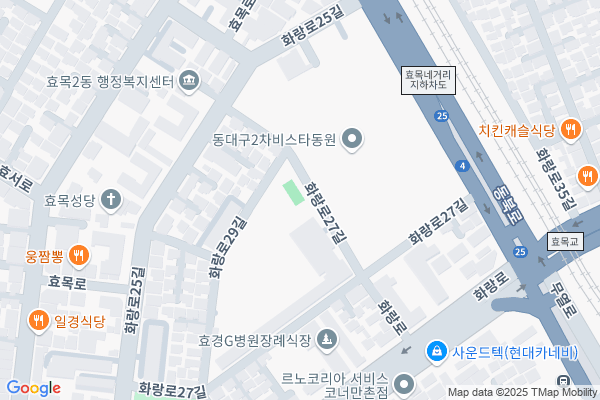 효목로
화랑로25길
효목2동 행정복지센터
효목네거리
지하차도
25
동대구2차비스타동원
치킨캐슬식당
4
화랑로35길
효서로
효목성당
화랑로27길
동북로
화랑로29길
화랑로27길
효목교
웅짬뽕
25
효목로
화랑로
무열로
화랑로25길
일경식당
효경G병원장례식장
화랑로
사운드텍(현대카네비)
르노코리아 서비스
코너만촌점
화랑로27길
Google
Map data ©2025 TMap Mobility